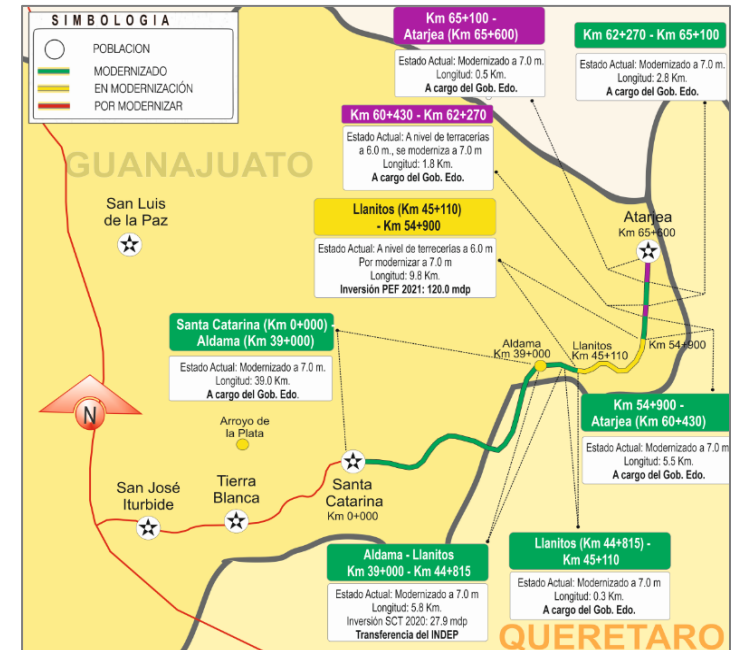 SIMBOLOGIA
POBLACION
MODERNIZADO
EN MODERNIZACIÓN
POR MODERNIZAR
Km 65+100 -
Atarjea (Km 65+600)
Estado Actual: Modernizado a 7.0 m.
Longitud: 0.5 Km.
A cargo del Gob. Edo.
Km 62+270 - Km 65+100
Estado Actual: Modernizado a 7.0 m.
Longitud: 2.8 Km.
A cargo del Gob. Edo.
Km 60+430 - Km 62+270
Estado Actual: A nivel de terracerías
a 6.0 m., se moderniza a 7.0 m
Longitud: 1.8 Km.
A cargo del Gob. Edo.
GUANAJUATO
San Luis
de la Paz
Llanitos (Km 45+110)
- Km 54+900
Estado Actual: A nivel de terrecerías a 6.0 m
Por modernizar a 7.0 m
Longitud: 9.8 Km.
Inversión PEF 2021: 120.0 mdp
Atarjea
Km 65+600
Santa Catarina (Km 0+000) -
Aldama (Km 39+000)
Estado Actual: Modernizado a 7.0 m.
Longitud: 39.0 Km.
A cargo del Gob. Edo.
Aldama
Km 39+000
Llanitos
Km 45+110
Km 54+900
N
Arroyo de
la Plata
Km 54+900 -
Atarjea (Km 60+430)
Estado Actual: Modernizado a 7.0 m
Longitud: 5.5 Km.
A cargo del Gob. Edo.
San José
Iturbide
Tierra
Blanca
Santa
Catarina
Km 0+000
Aldama - Llanitos
Km 39+000 - Km 44+815
Estado Actual: Modernizado a 7.0 m
Longitud: 5.8 Km.
Inversión SCT 2020: 27.9 mdp
Transferencia del INDEP
Llanitos (Km 44+815) -
Km 45+110
Estado Actual: Modernizado a 7.0 m
Longitud: 0.3 Km.
A cargo del Gob. Edo.
QUERETARO